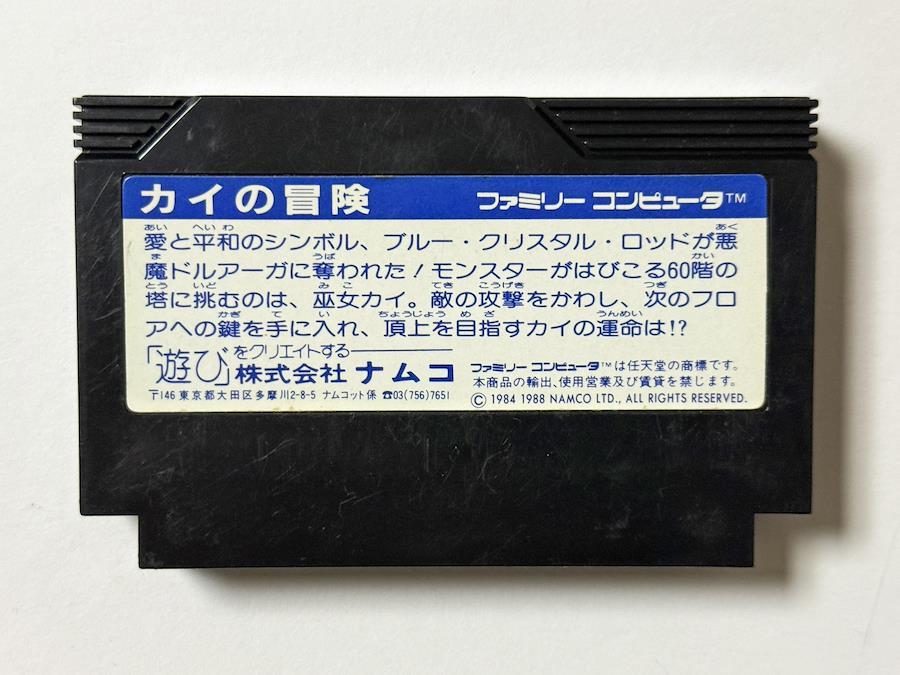 カイの冒険 ファミリー コンピュータ™
愛と平和のシンボル、ブルー・クリスタル・ロッドが悪
魔ドルアーガに奪われた!モンスターがはびこる60階の
塔に挑むのは、巫女カイ。敵の攻撃をかわし、次のフロ
アへの鍵を手に入れ、頂上を目指すカイの運命は!?
「遊び」をクリエイトする――
株式会社 ナムコ
〒146 東京都大田区多摩川2-8-5 ナムコット係 ☎03(756)7651
ファミリー コンピュータ™は任天堂の商標です。
本商品の輸出、使用営業及び賃貸を禁じます。
© 1984 1988 NAMCO LTD., ALL RIGHTS RESERVED.